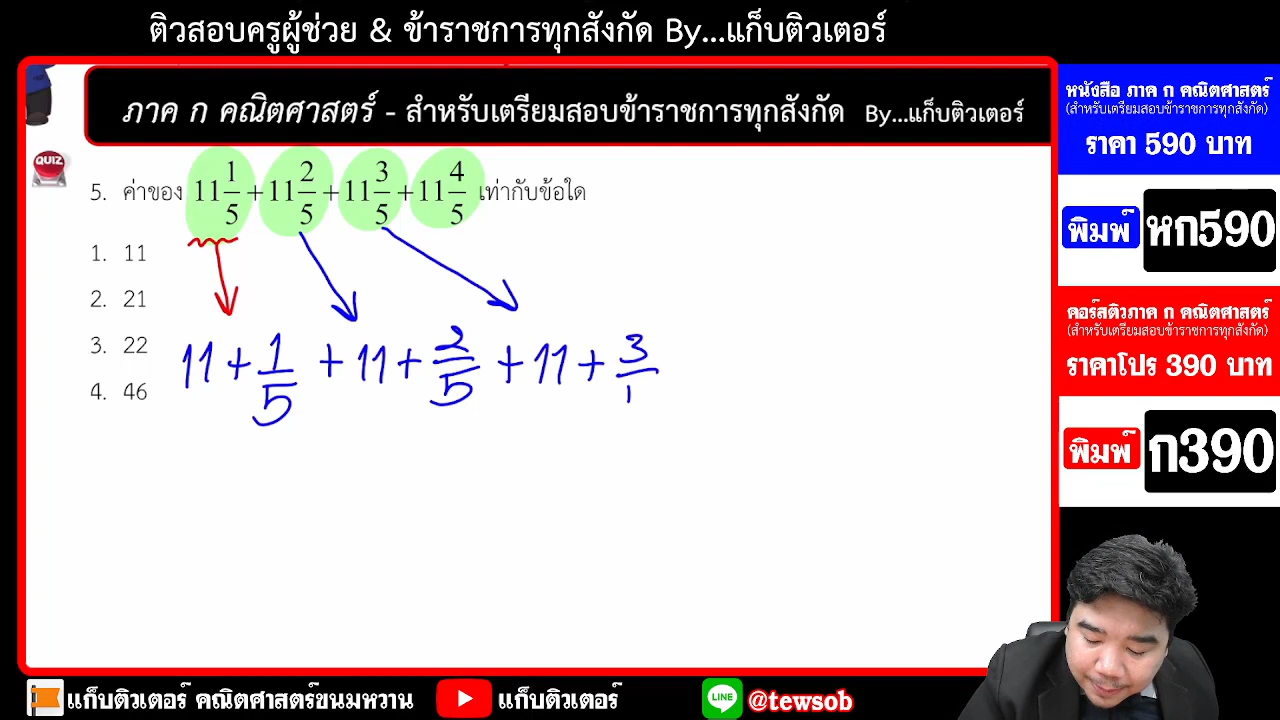 ติวสอบครูผู้ช่วย & ข้าราชการทุกสังกัด By...แก็บติวเตอร์
ภาค ก คณิตศาสตร์ - สำหรับเตรียมสอบข้าราชการทุกสังกัด By...แก็บติวเตอร์
QUIZ
5. ค่าของ 11 1/5 + 11 2/5 + 11 3/5 + 11 4/5 เท่ากับข้อใด
1. 11
2. 21
3. 22
4. 46
11 + 1/5 + 11 + 2/5 + 11 + 3/
หนังสือ ภาค ก คณิตศาสตร์
(สำหรับเตรียมสอบข้าราชการทุกสังกัด)
ราคา 590 บาท
พิมพ์ หก590
คอร์สติวภาค ก คณิตศาสตร์
(สำหรับเตรียมสอบข้าราชการทุกสังกัด)
ราคาโปร 390 บาท
พิมพ์ ก390
แก็บติวเตอร์ คณิตศาสตร์ขนมหวาน
แก็บติวเตอร์
LINE @tewsob